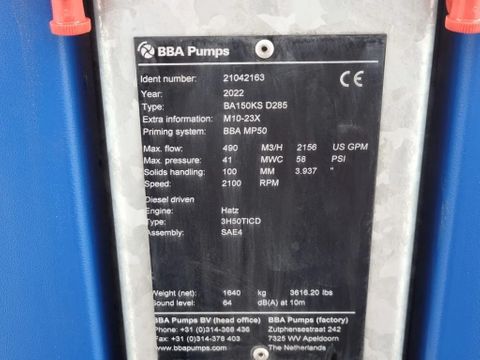 BBA Pumps
Ident number: 21042163 CE
Year: 2022
Type: BA150KS D285
Extra information: M10-23X
Priming system: BBA MP50
Max. flow: 490 M3/H 2156 US GPM
Max. pressure: 41 MWC 58 PSI
Solids handling: 100 MM 3.937 "
Speed: 2100 RPM
Diesel driven
Engine: Hatz
Type: 3H50TICD
Assembly: SAE4
Weight (net): 1640 kg 3616.20 lbs
Sound level: 64 dB(A) at 10m
BBA Pumps BV (head office) BBA Pumps (factory)
Phone: +31 (0)314-368 436 Zutphensestraat 242
Fax: +31 (0)314-378 403 7325 WV Apeldoorn
www.bbapumps.com The Netherlands